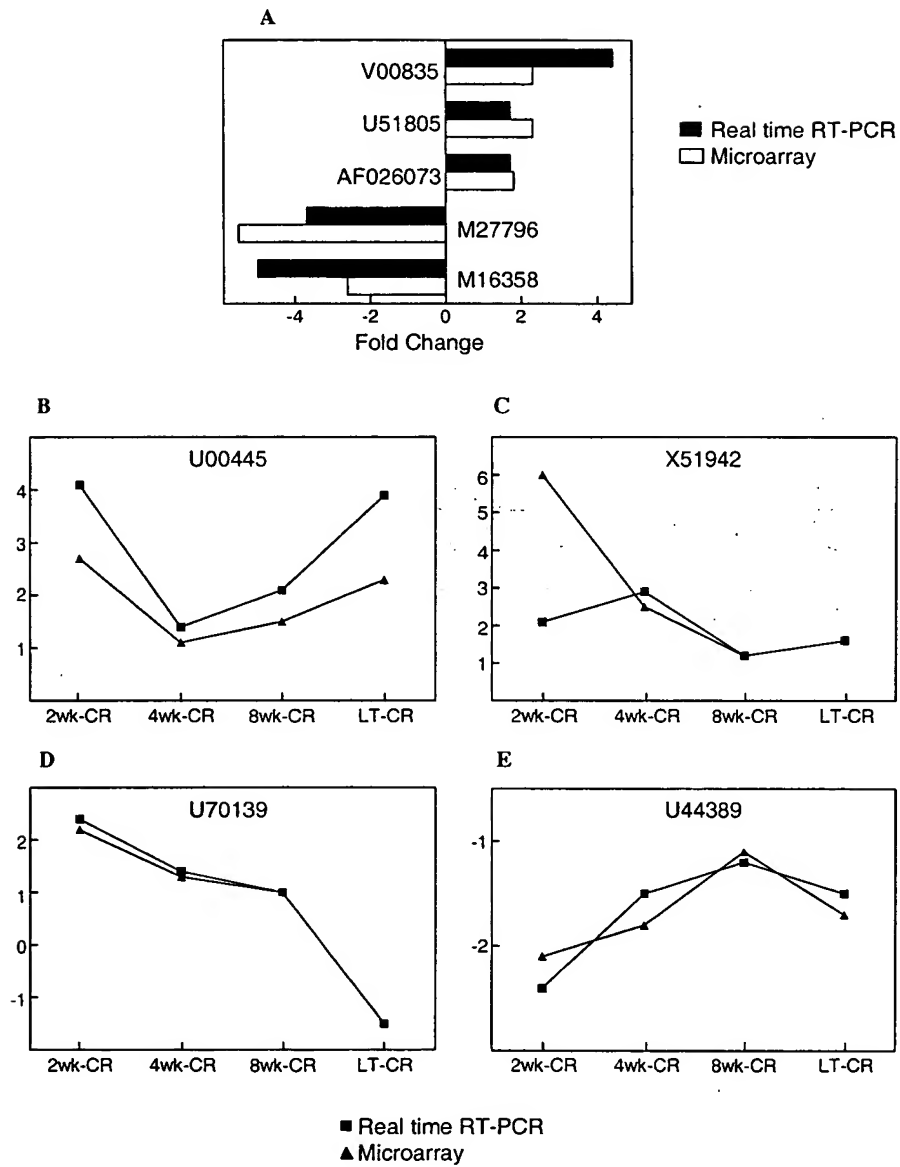 A
V00835
U51805
AF026073
M27796
M16358
Real time RT-PCR
Microarray
-4 -2 0 2 4
Fold Change
B
U00445
4
3
2
1
2wk-CR 4wk-CR 8wk-CR LT-CR
C
X51942
6
5
4
3
2
1
2wk-CR 4wk-CR 8wk-CR LT-CR
D
U70139
2
1
0
-1
2wk-CR 4wk-CR 8wk-CR LT-CR
E
U44389
-1
-2
2wk-CR 4wk-CR 8wk-CR LT-CR
Real time RT-PCR
Microarray